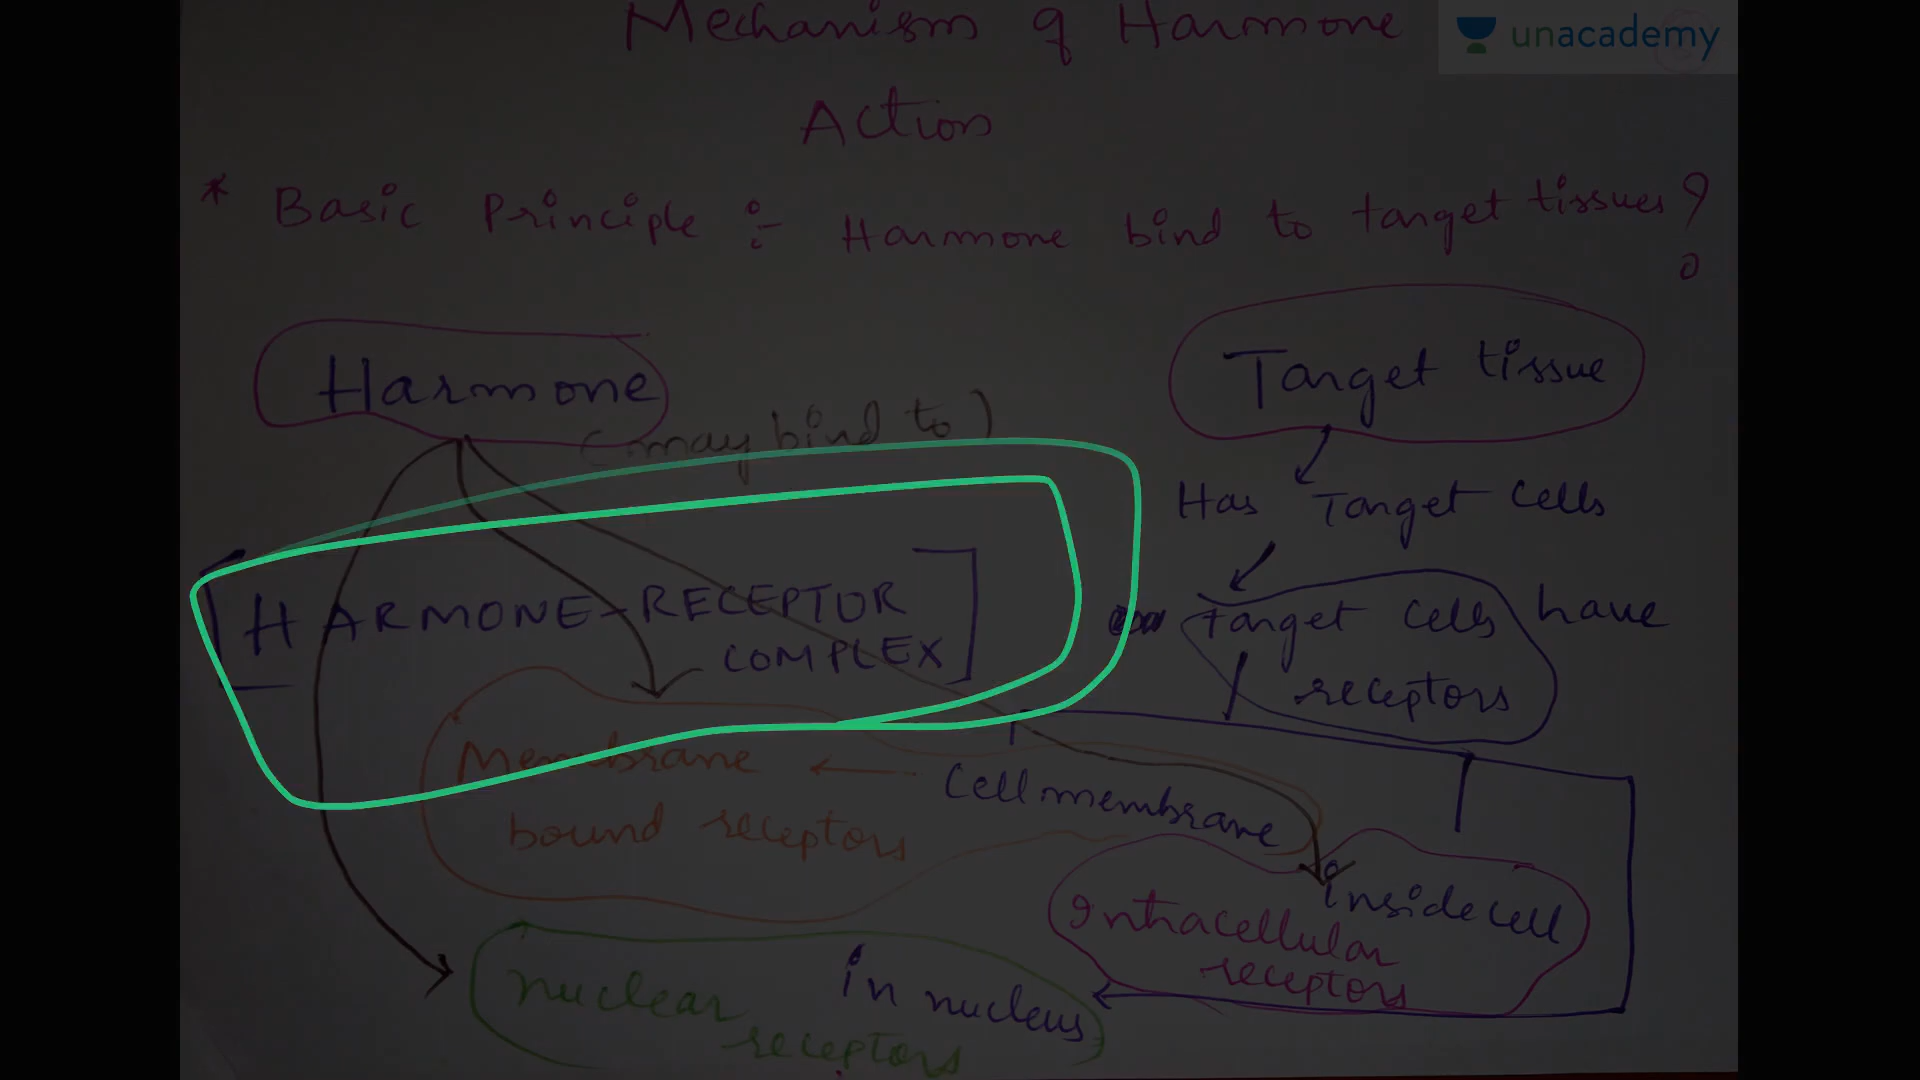 Mechanism of Harmone
unacademy
Action
* Basic Principle :- Harmone bind to target tissues ?
Harmone
Target tissue
(may bind to)
Has Target Cells
[HARMONE-RECEPTOR
COMPLEX]
Target cells have
receptors
Membrane
Cell membrane
bound receptors
inside cell
Intracellular
receptors
nuclear
in nucleus
receptors